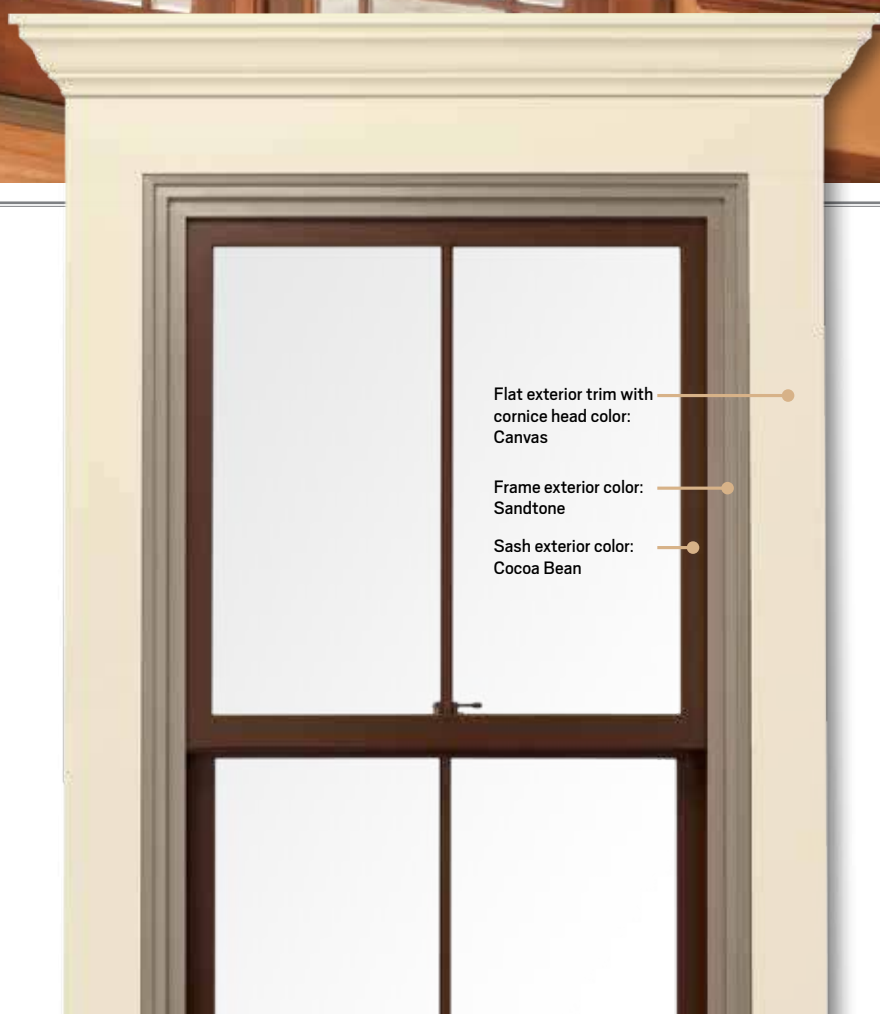 Flat exterior trim with
cornice head color:
Canvas
Frame exterior color:
Sandtone
Sash exterior color:
Cocoa Bean